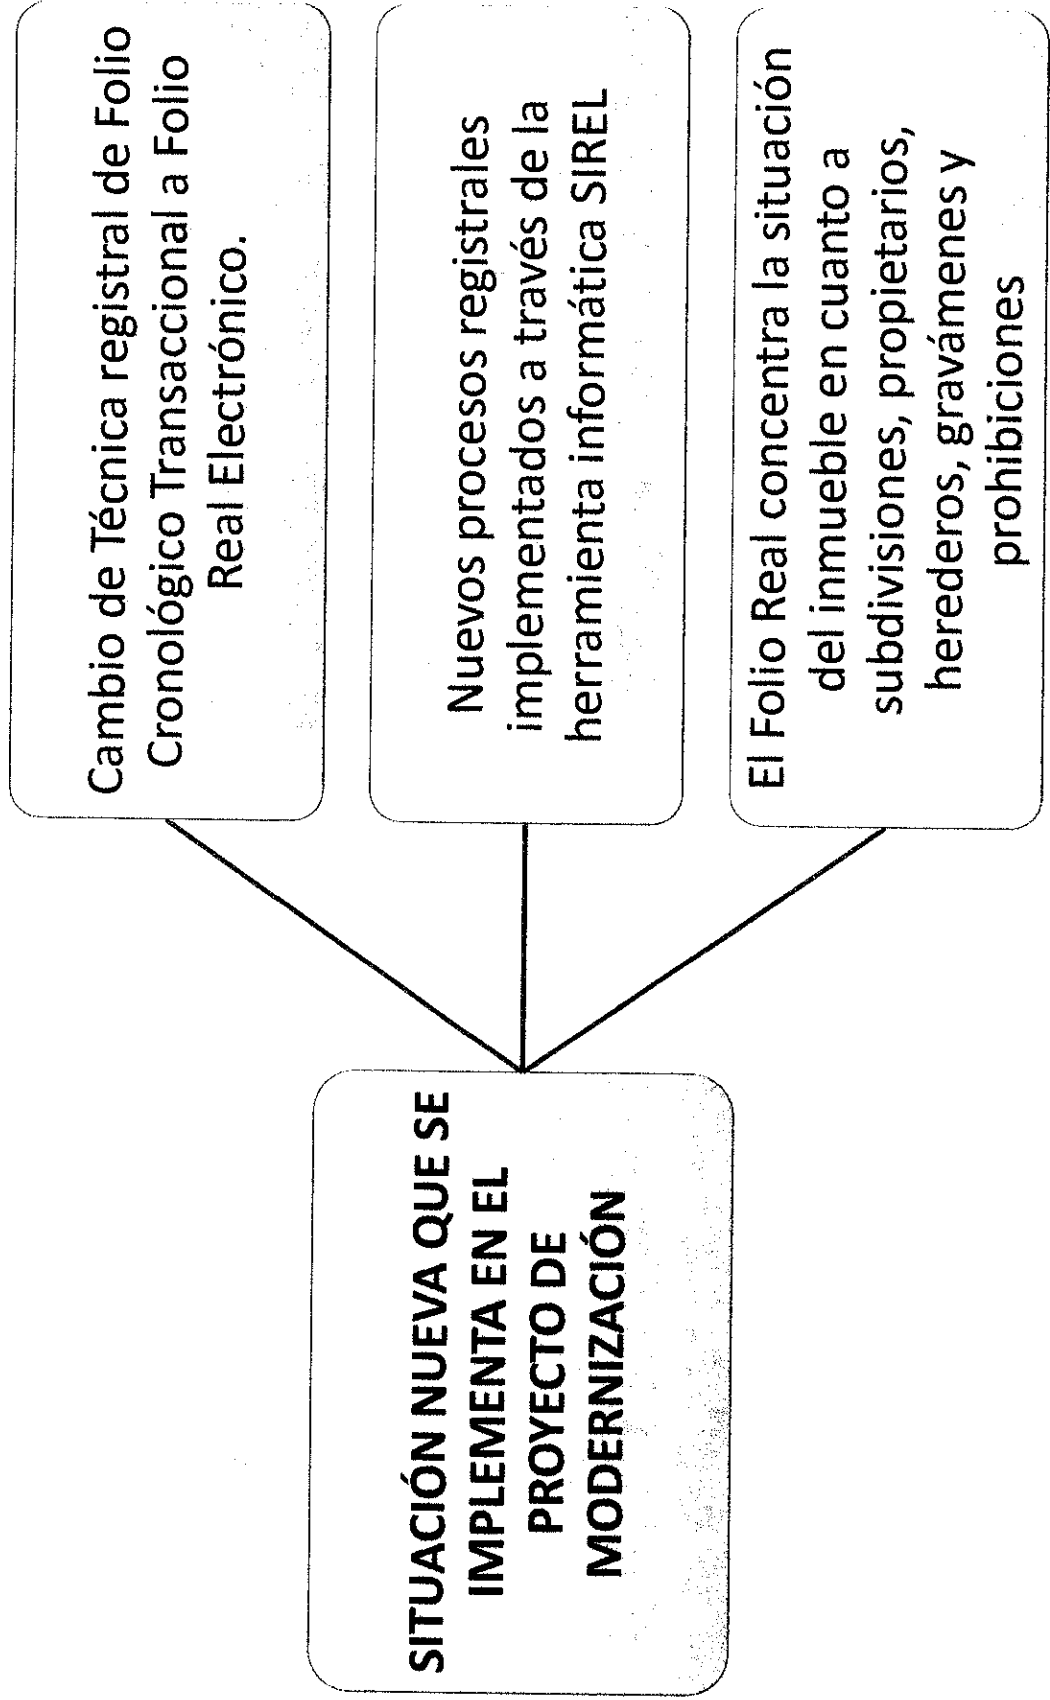 SITUACIÓN NUEVA QUE SE
IMPLEMENTA EN EL
PROYECTO DE
MODERNIZACIÓN
Cambio de Técnica registral de Folio
Cronológico Transaccional a Folio
Real Electrónico.
Nuevos procesos registrales
implementados a través de la
herramienta informática SIREL
El Folio Real concentra la situación
del inmueble en cuanto a
subdivisiones, propietarios,
herederos, gravámenes y
prohibiciones